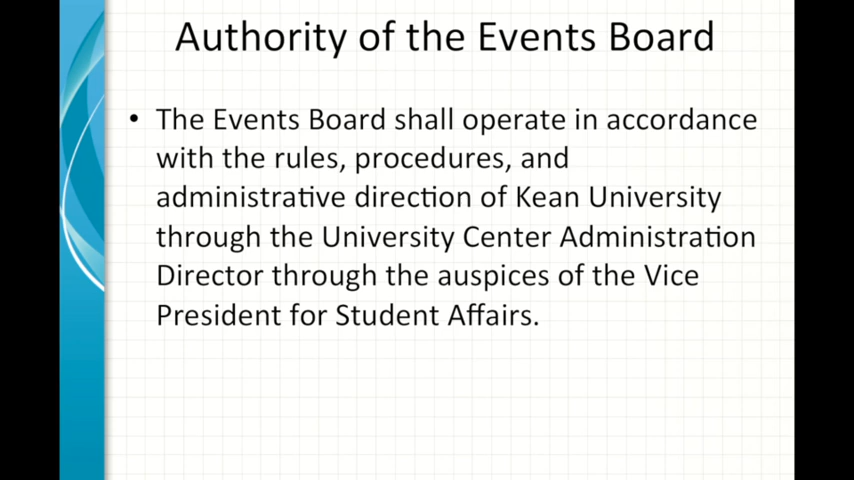 Authority of the Events Board
• The Events Board shall operate in accordance
with the rules, procedures, and
administrative direction of Kean University
through the University Center Administration
Director through the auspices of the Vice
President for Student Affairs.